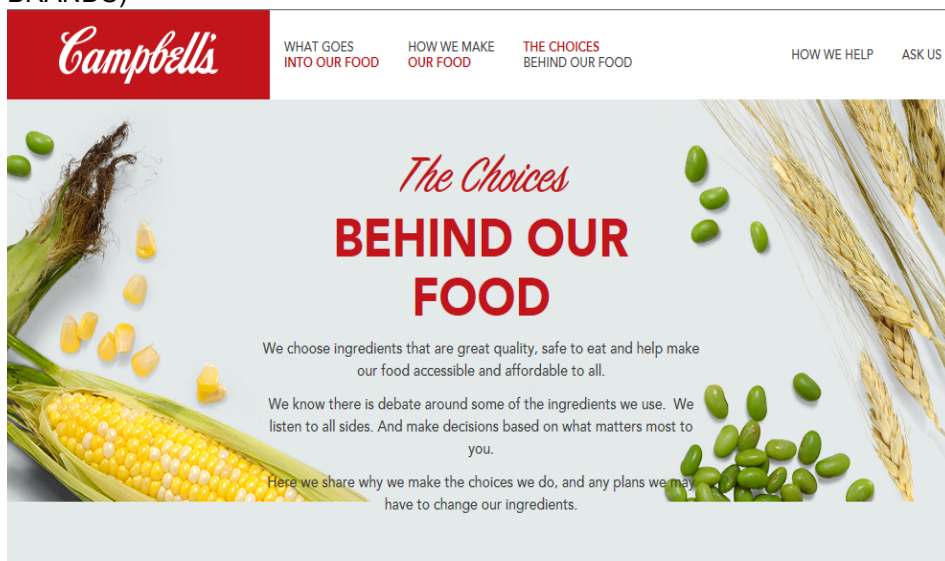 BRANDS)
Campbell's
WHAT GOES
INTO OUR FOOD
HOW WE MAKE
OUR FOOD
THE CHOICES
BEHIND OUR FOOD
HOW WE HELP
ASK US
The Choices
BEHIND OUR
FOOD
We choose ingredients that are great quality, safe to eat and help make
our food accessible and affordable to all.
We know there is debate around some of the ingredients we use. We
listen to all sides. And make decisions based on what matters most to
you.
Here we share why we make the choices we do, and any plans we may
have to change our ingredients.